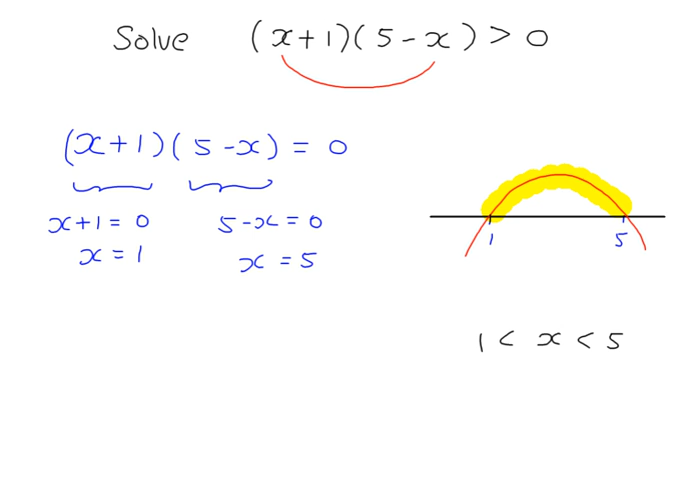 Solve (x+1)(5-x) > 0
(x+1)(5-x) = 0
x+1=0 5-x=0
x=1 x=5
1 5
1 < x < 5